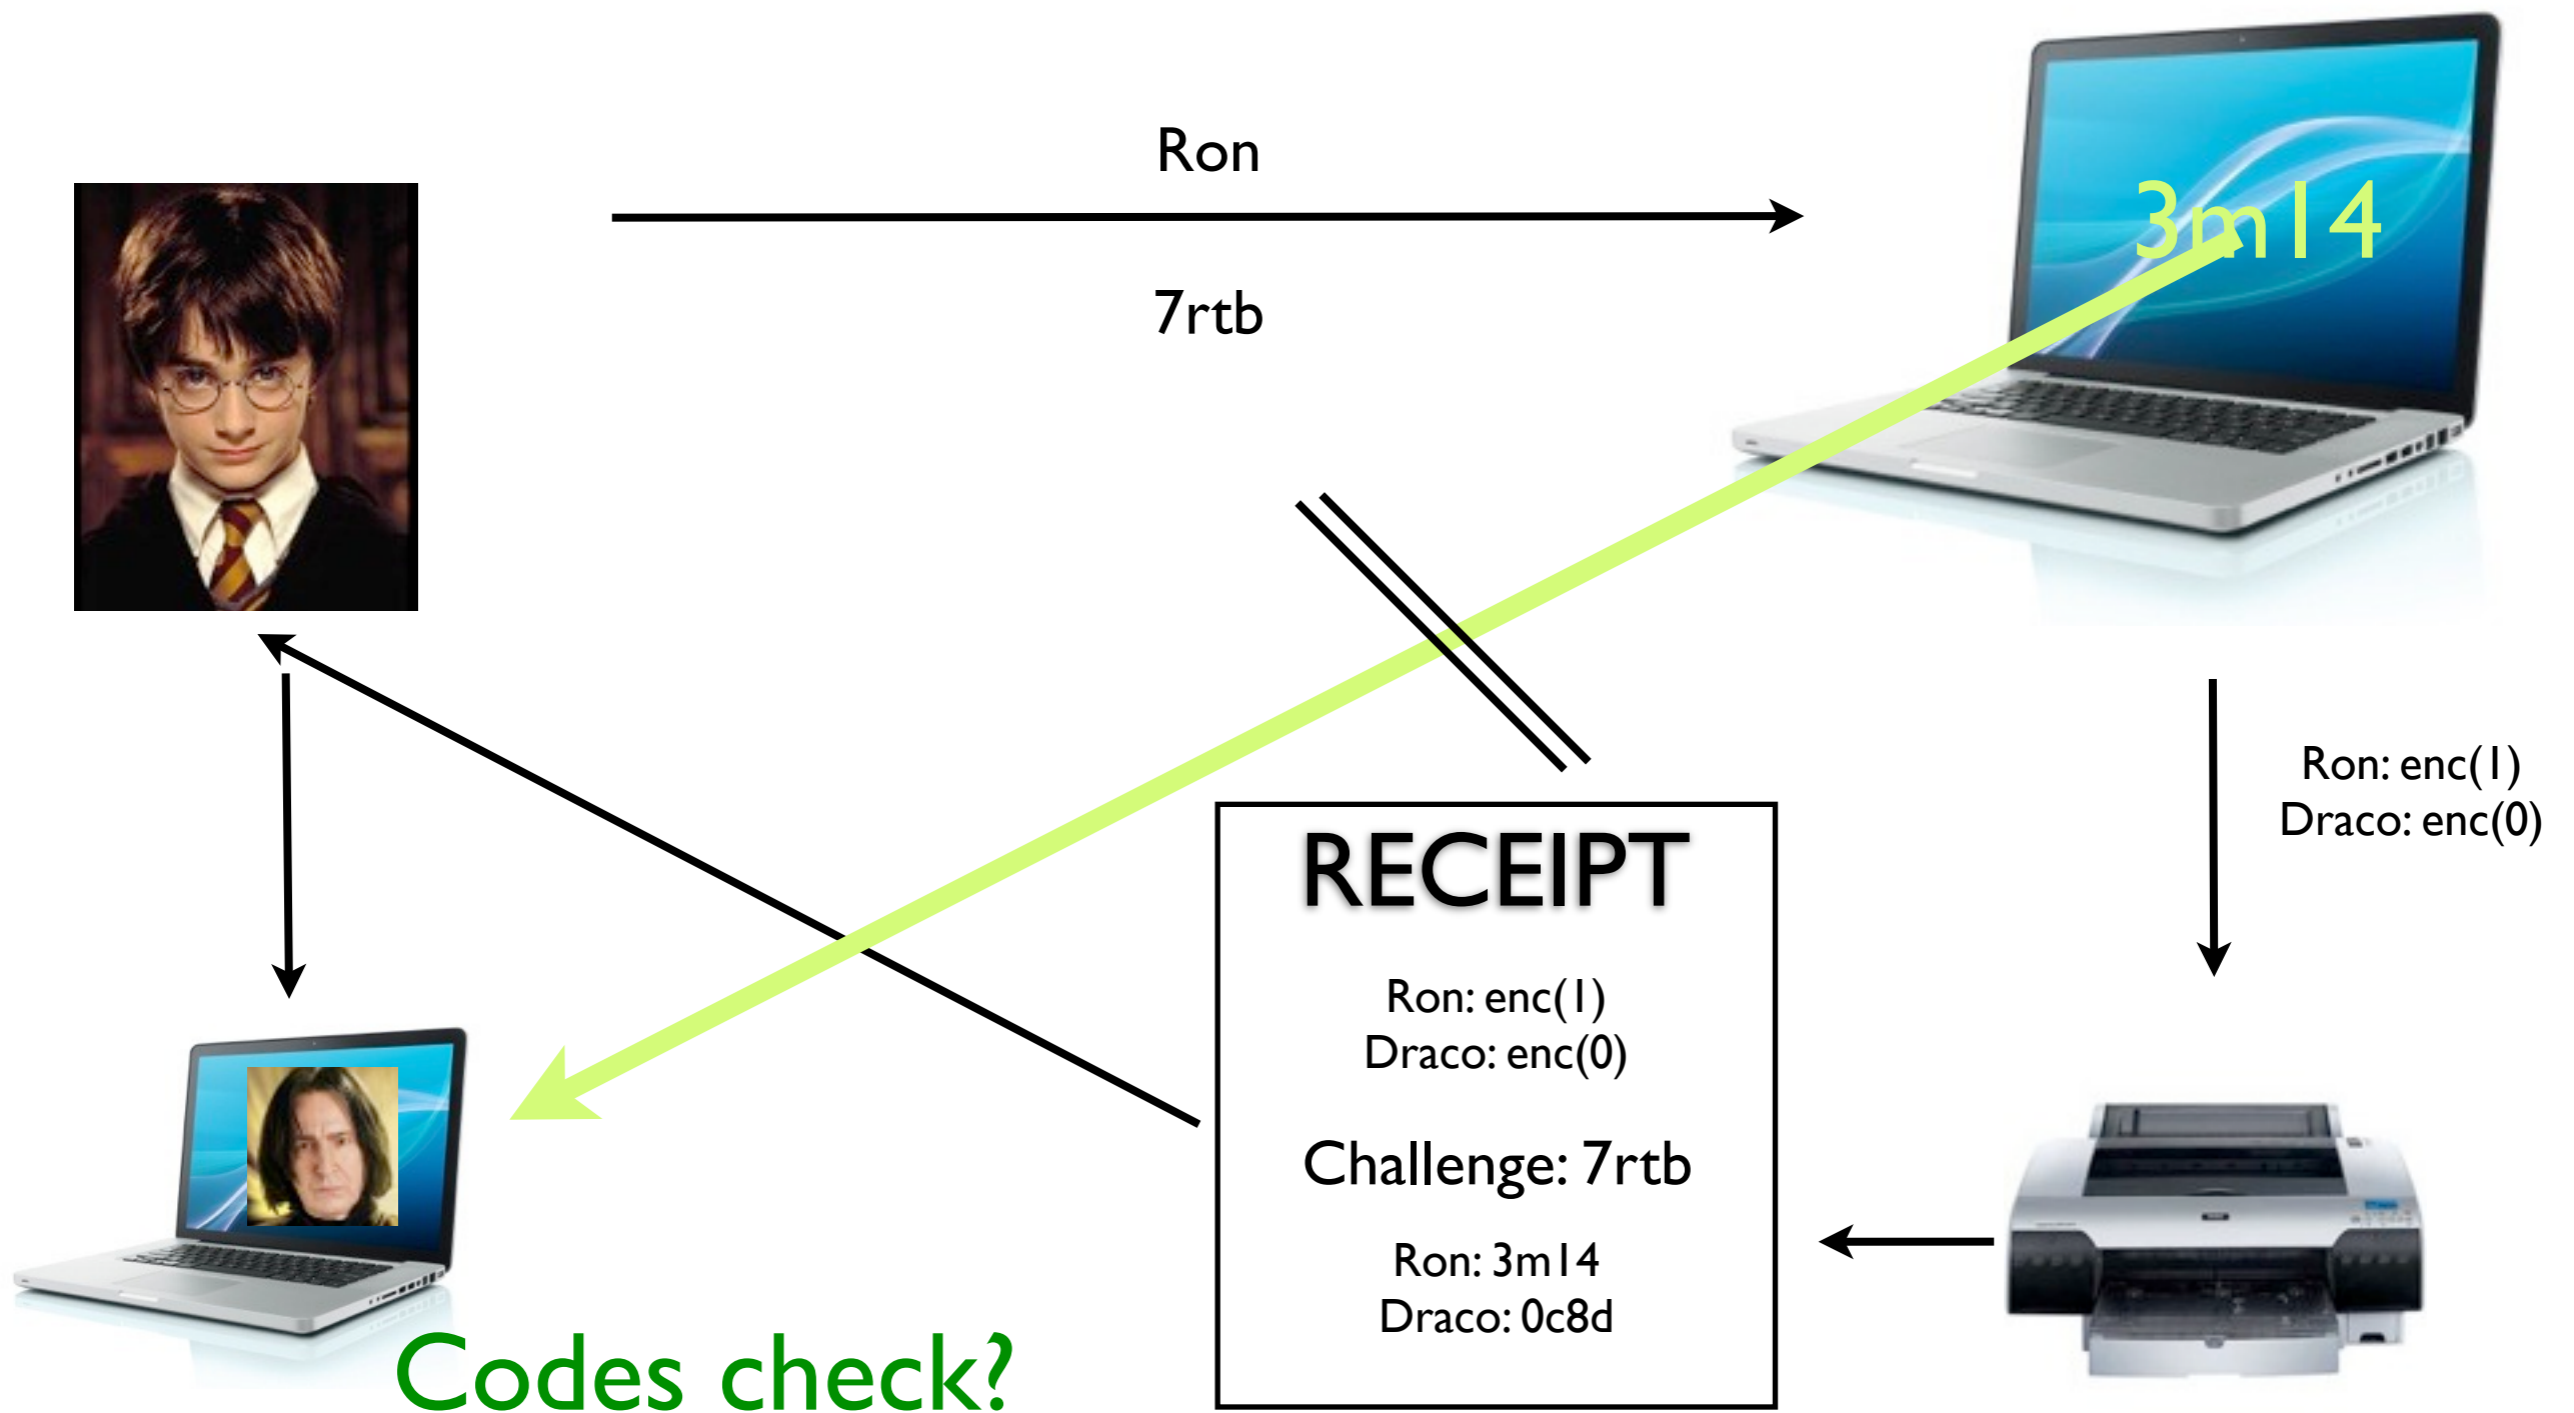 Ron
7rtb
3m14
Ron: enc(1)
Draco: enc(0)
RECEIPT
Ron: enc(1)
Draco: enc(0)
Challenge: 7rtb
Ron: 3m14
Draco: 0c8d
Codes check?